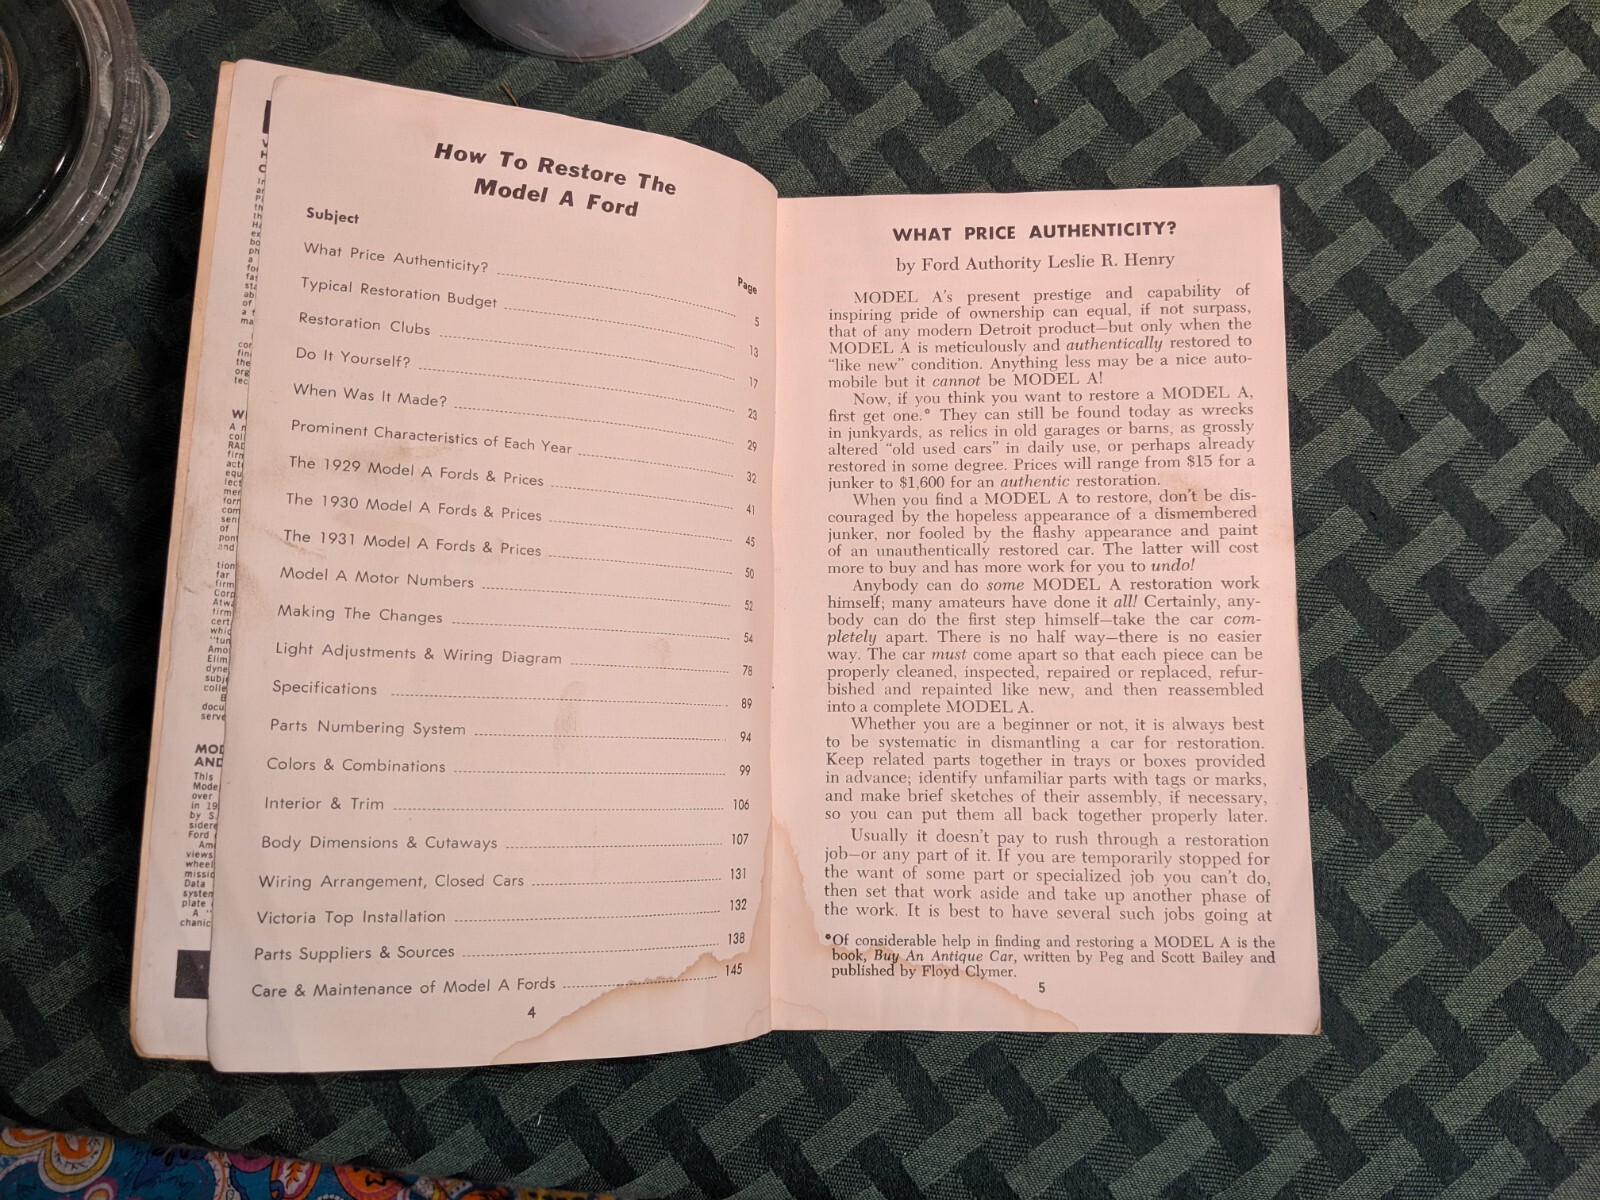 How To Restore The
Model A Ford
Subject
Page
What Price Authenticity? 5
Typical Restoration Budget 13
Restoration Clubs 17
Do It Yourself? 23
When Was It Made? 29
Prominent Characteristics of Each Year 32
The 1929 Model A Fords & Prices 41
The 1930 Model A Fords & Prices 45
The 1931 Model A Fords & Prices 50
Model A Motor Numbers 52
Making The Changes 54
Light Adjustments & Wiring Diagram 78
Specifications 89
Parts Numbering System 94
Colors & Combinations 99
Interior & Trim 106
Body Dimensions & Cutaways 107
Wiring Arrangement, Closed Cars 131
Victoria Top Installation 132
Parts Suppliers & Sources 138
Care & Maintenance of Model A Fords 145
4
WHAT PRICE AUTHENTICITY?
by Ford Authority Leslie R. Henry
MODEL A's present prestige and capability of
inspiring pride of ownership can equal, if not surpass,
that of any modern Detroit product—but only when the
MODEL A is meticulously and authentically restored to
"like new" condition. Anything less may be a nice auto-
mobile but it cannot be MODEL A!
Now, if you think you want to restore a MODEL A,
first get one.* They can still be found today as wrecks
in junkyards, as relics in old garages or barns, as grossly
altered "old used cars" in daily use, or perhaps already
restored in some degree. Prices will range from $15 for a
junker to $1,600 for an authentic restoration.
When you find a MODEL A to restore, don't be dis-
couraged by the hopeless appearance of a dismembered
junker, nor fooled by the flashy appearance and paint
of an unauthentically restored car. The latter will cost
more to buy and has more work for you to undo!
Anybody can do some MODEL A restoration work
himself; many amateurs have done it all! Certainly, any-
body can do the first step himself—take the car com-
pletely apart. There is no half way—there is no easier
way. The car must come apart so that each piece can be
properly cleaned, inspected, repaired or replaced, refur-
bished and repainted like new, and then reassembled
into a complete MODEL A.
Whether you are a beginner or not, it is always best
to be systematic in dismantling a car for restoration.
Keep related parts together in trays or boxes provided
in advance; identify unfamiliar parts with tags or marks,
and make brief sketches of their assembly, if necessary,
so you can put them all back together properly later.
Usually it doesn't pay to rush through a restoration
job—or any part of it. If you are temporarily stopped for
the want of some part or specialized job you can't do,
then set that work aside and take up another phase of
the work. It is best to have several such jobs going at
*Of considerable help in finding and restoring a MODEL A is the
book, Buy An Antique Car, written by Peg and Scott Bailey and
published by Floyd Clymer.
5